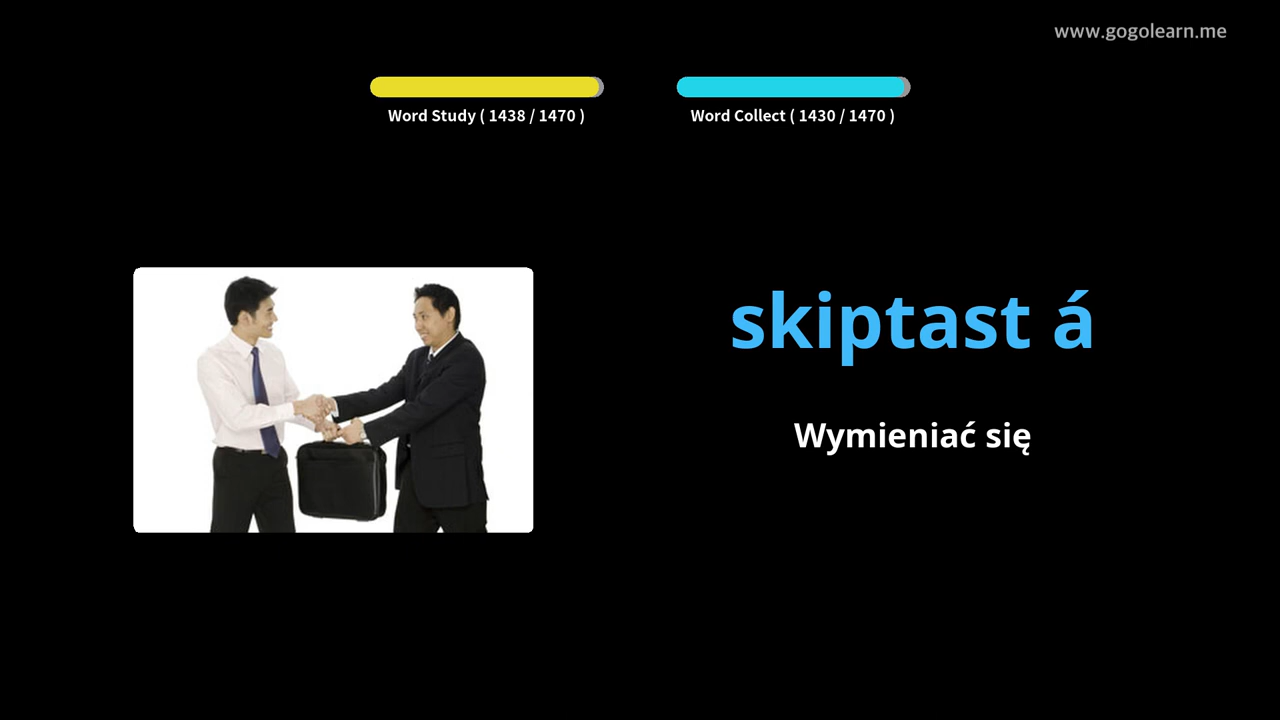 www.gogolearn.me
Word Study ( 1438 / 1470 )
Word Collect ( 1430 / 1470 )
skiptast á
Wymieniać się